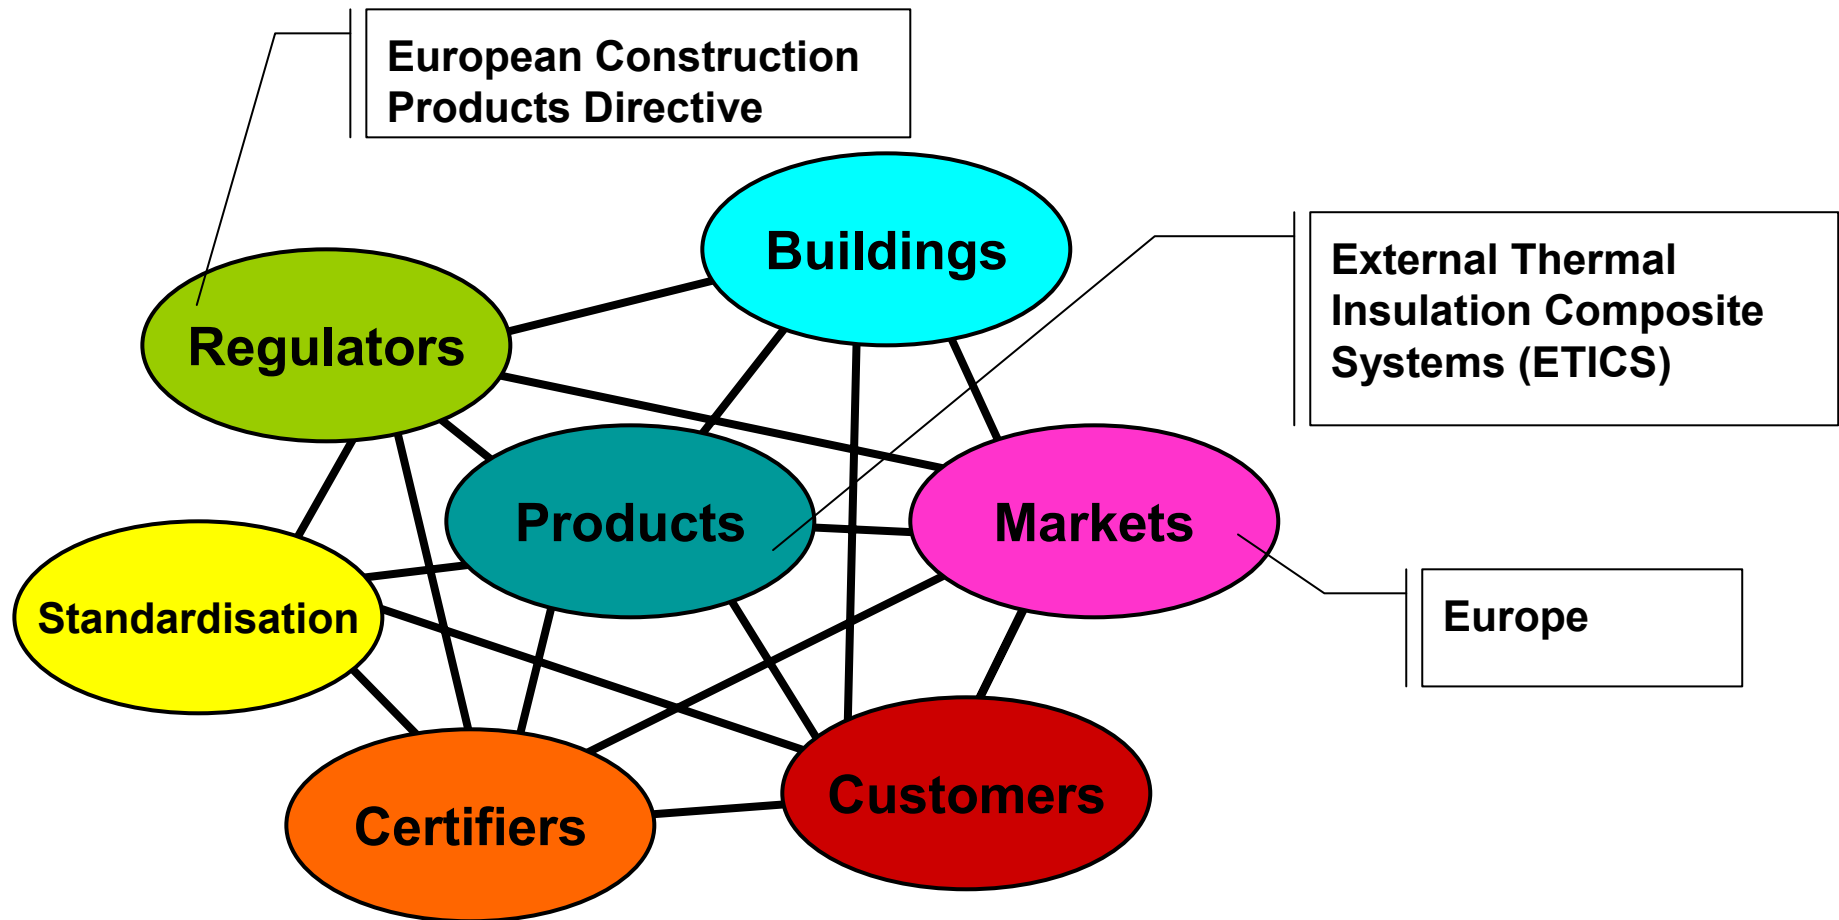 European Construction
Products Directive
Buildings
External Thermal
Insulation Composite
Systems (ETICS)
Regulators
Products
Markets
Standardisation
Europe
Customers
Certifiers